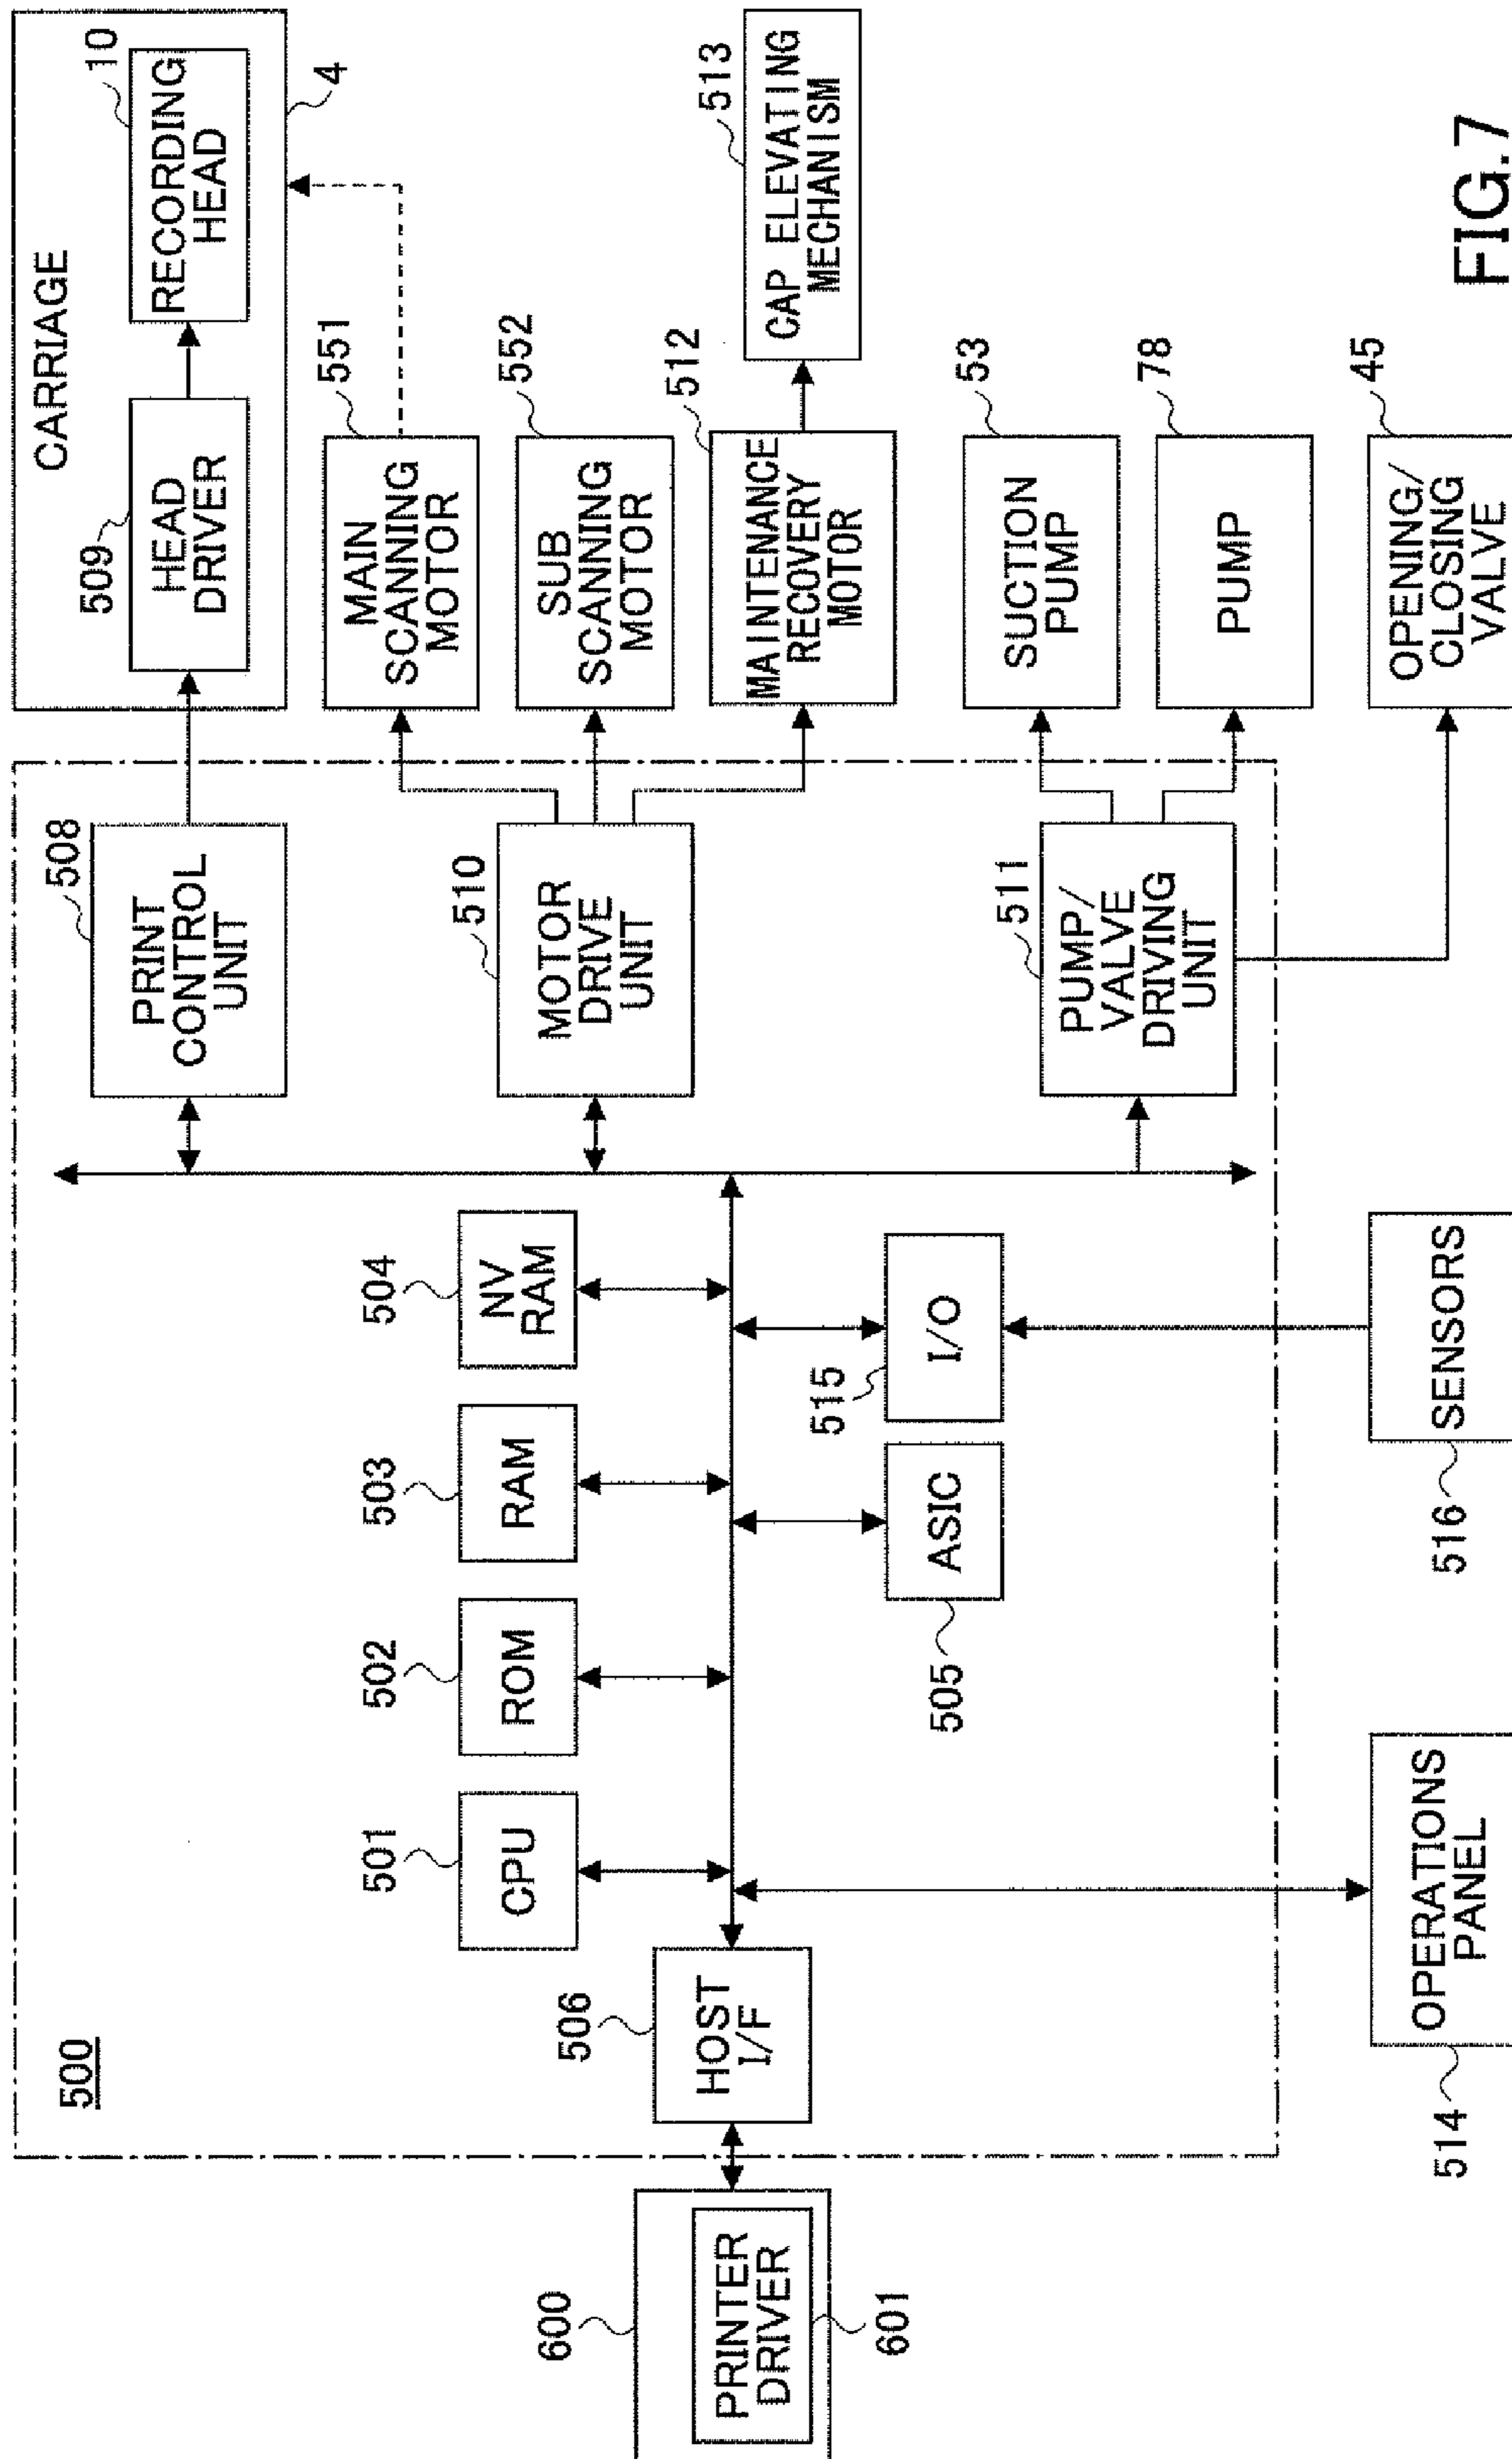 500
600
PRINTER
DRIVER
601
506
HOST
I/F
501
CPU
502
ROM
503
RAM
504
NV
RAM
505
ASIC
515
I/O
514
OPERATIONS
PANEL
516
SENSORS
508
PRINT
CONTROL
UNIT
510
MOTOR
DRIVE
UNIT
511
PUMP/
VALVE
DRIVING
UNIT
CARRIAGE
509
HEAD
DRIVER
10
RECORDING
HEAD
4
551
MAIN
SCANNING
MOTOR
552
SUB
SCANNING
MOTOR
512
MAINTENANCE
RECOVERY
MOTOR
513
CAP ELEVATING
MECHANISM
53
SUCTION
PUMP
78
PUMP
45
OPENING/
CLOSING
VALVE
FIG.7